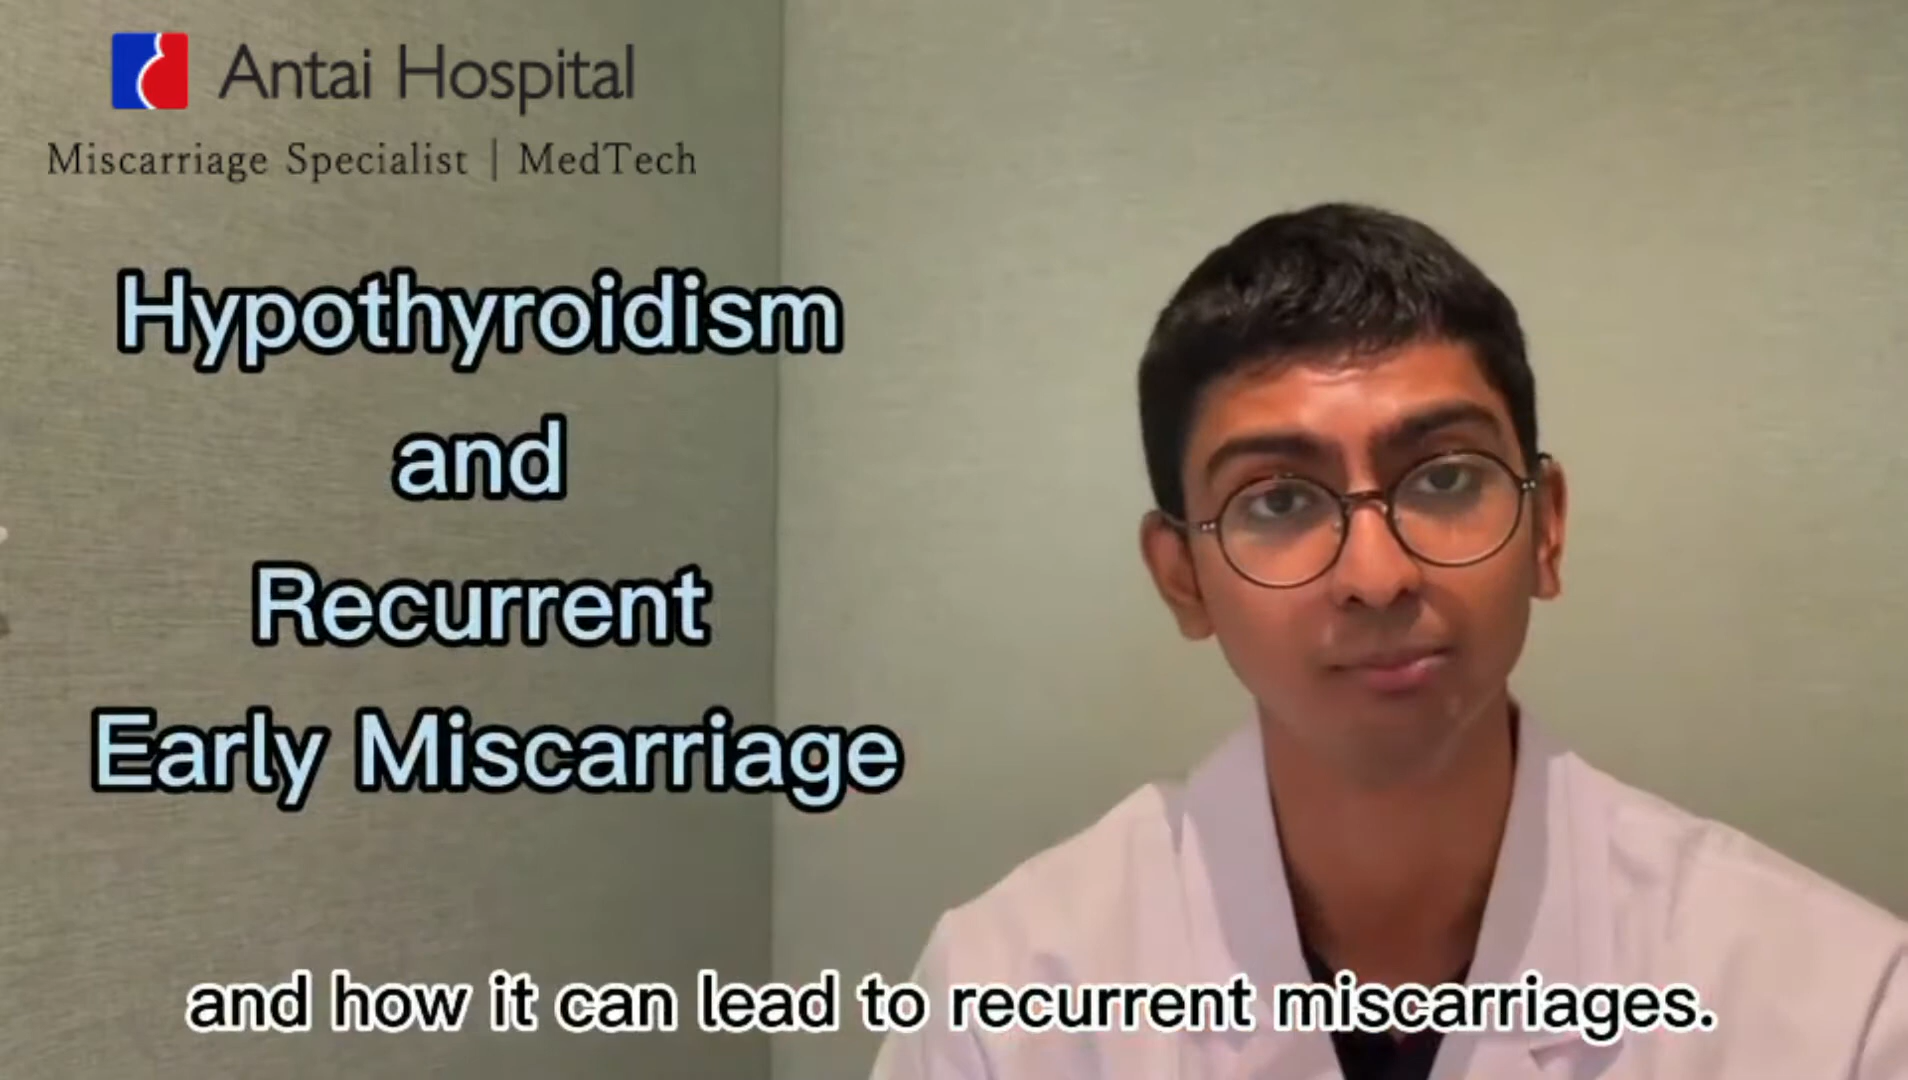 Antai Hospital
Miscarriage Specialist | MedTech
Hypothyroidism
and
Recurrent
Early Miscarriage
and how it can lead to recurrent miscarriages.